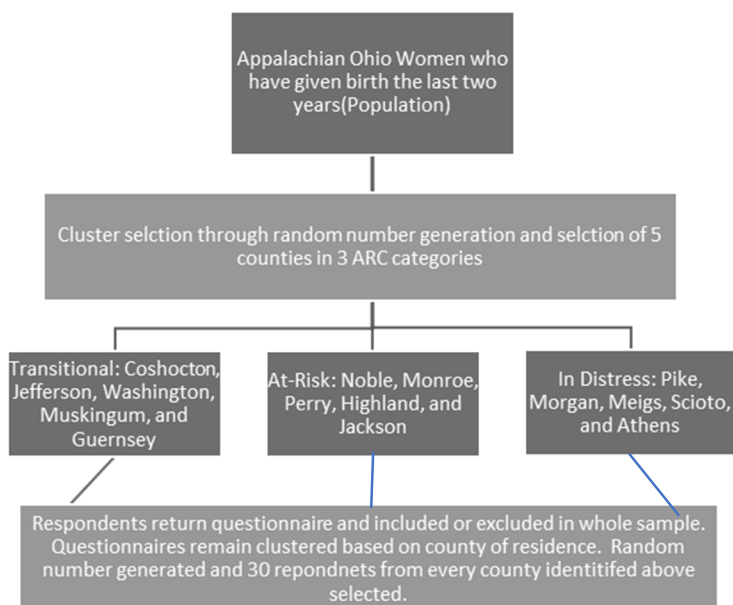 Appalachian Ohio Women who
have given birth the last two
years(Population)
Cluster selction through random number generation and selction of 5
counties in 3 ARC categories
Transitional: Coshocton,
Jefferson, Washington,
Muskingum, and
Guernsey
At-Risk: Noble, Monroe,
Perry, Highland, and
Jackson
In Distress: Pike,
Morgan, Meigs, Scioto,
and Athens
Respondents return questionnaire and included or excluded in whole sample.
Questionnaires remain clustered based on county of residence.  Random
number generated and 30 repondnets from every county identitifed above
selected.